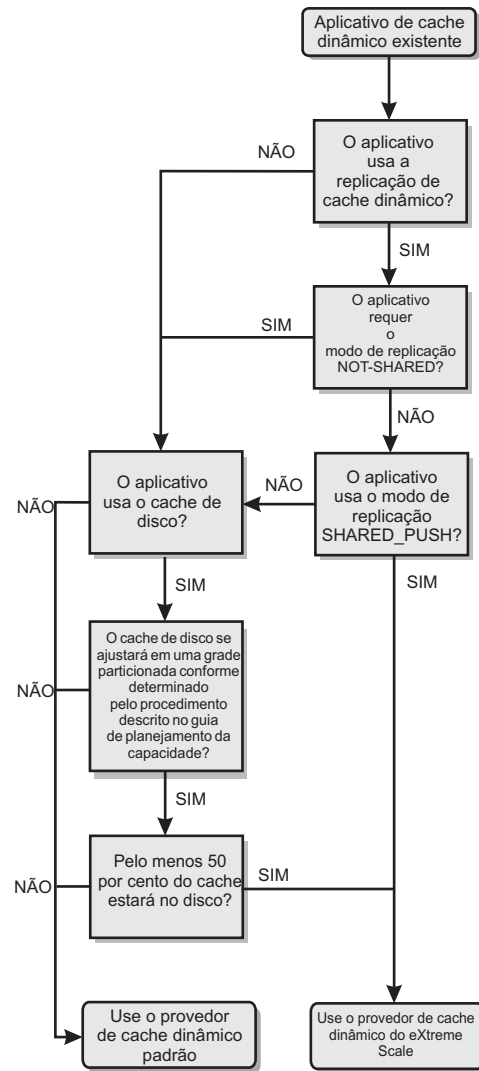 Aplicativo de cache
dinâmico existente
NÃO
O aplicativo
usa a
replicação de
cache dinâmico?
SIM
SIM
O aplicativo
requer
o
modo de replicação
NOT-SHARED?
NÃO
NÃO
O aplicativo
usa o cache de
disco?
NÃO
O aplicativo
usa o modo de
replicação
SHARED_PUSH?
SIM
SIM
NÃO
O cache de disco se
ajustará em uma grade
particionada conforme
determinado
pelo procedimento
descrito no guia
de planejamento da
capacidade?
SIM
NÃO
Pelo menos 50
por cento do cache
estará no disco?
SIM
Use o provedor
de cache dinâmico
padrão
Use o provedor de cache
dinâmico do eXtreme
Scale